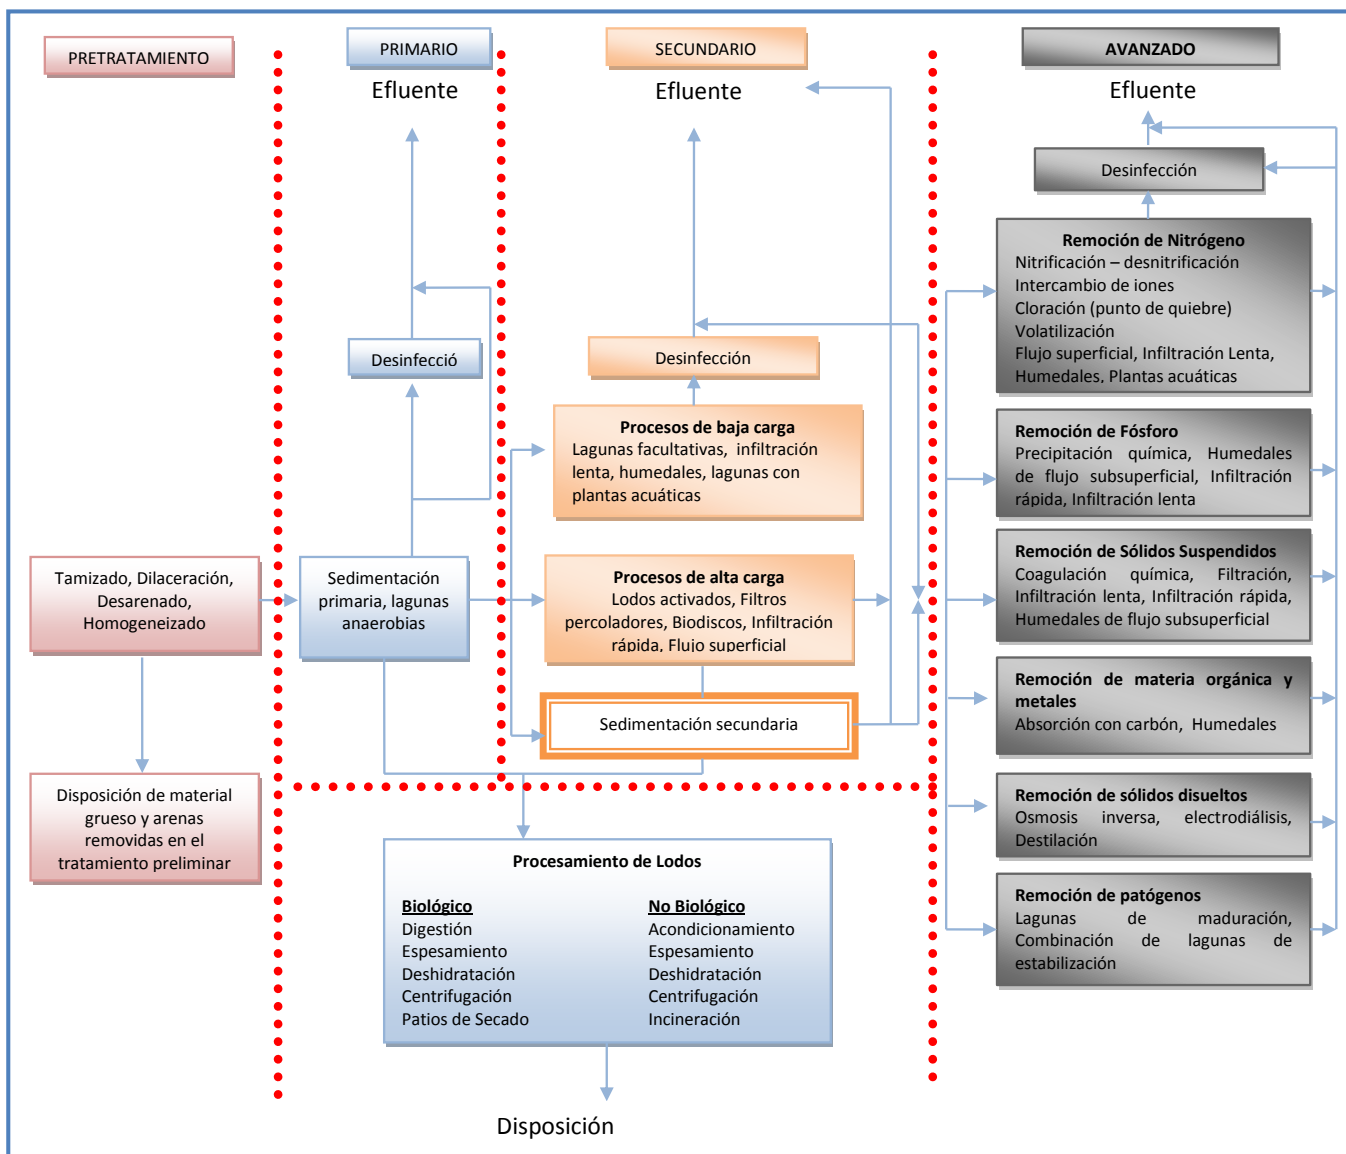 PRETRATAMIENTO
Tamizado, Dilaceración,
Desarenado,
Homogeneizado
Disposición de material
grueso y arenas
removidas en el
tratamiento preliminar
PRIMARIO
Efluente
Desinfecció
Sedimentación
primaria, lagunas
anaerobias
SECUNDARIO
Efluente
Desinfección
Procesos de baja carga
Lagunas facultativas, infiltración
lenta, humedales, lagunas con
plantas acuáticas
Procesos de alta carga
Lodos activados, Filtros
percoladores, Biodiscos, Infiltración
rápida, Flujo superficial
Sedimentación secundaria
Procesamiento de Lodos
Biológico
Digestión
Espesamiento
Deshidratación
Centrifugación
Patios de Secado
No Biológico
Acondicionamiento
Espesamiento
Deshidratación
Centrifugación
Incineración
Disposición
AVANZADO
Efluente
Desinfección
Remoción de Nitrógeno
Nitrificación – desnitrificación
Intercambio de iones
Cloración (punto de quiebre)
Volatilización
Flujo superficial, Infiltración Lenta,
Humedales, Plantas acuáticas
Remoción de Fósforo
Precipitación química, Humedales
de flujo subsuperficial, Infiltración
rápida, Infiltración lenta
Remoción de Sólidos Suspendidos
Coagulación química, Filtración,
Infiltración lenta, Infiltración rápida,
Humedales de flujo subsuperficial
Remoción de materia orgánica y
metales
Absorción con carbón, Humedales
Remoción de sólidos disueltos
Osmosis inversa, electrodiálisis,
Destilación
Remoción de patógenos
Lagunas de maduración,
Combinación de lagunas de
estabilización